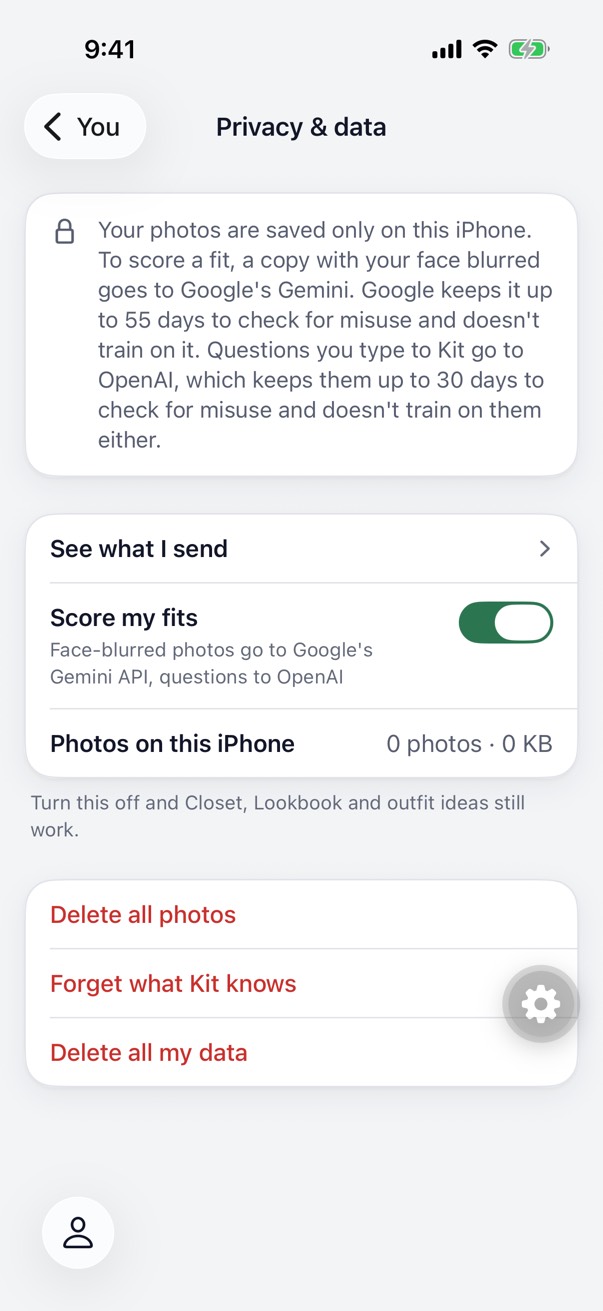 9:41
You
Privacy & data
Your photos are saved only on this iPhone.
To score a fit, a copy with your face blurred
goes to Google's Gemini. Google keeps it up
to 55 days to check for misuse and doesn't
train on it. Questions you type to Kit go to
OpenAI, which keeps them up to 30 days to
check for misuse and doesn't train on them
either.
See what I send
Score my fits
Face-blurred photos go to Google's
Gemini API, questions to OpenAI
Photos on this iPhone 0 photos · 0 KB
Turn this off and Closet, Lookbook and outfit ideas still
work.
Delete all photos
Forget what Kit knows
Delete all my data